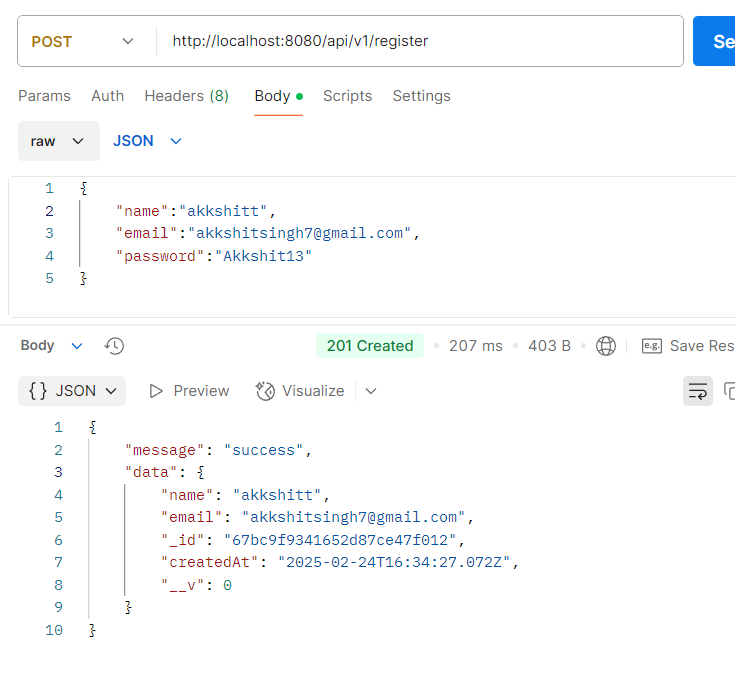 POST http://localhost:8080/api/v1/register Se
Params Auth Headers (8) Body Scripts Settings
raw JSON
1 {
2 "name":"akkshitt",
3 "email":"akkshitsingh7@gmail.com",
4 "password":"Akkshit13"
5 }
Body 201 Created • 207 ms • 403 B • e.g. Save Res
{} JSON Preview Visualize
1 {
2 "message": "success",
3 "data": {
4 "name": "akkshitt",
5 "email": "akkshitsingh7@gmail.com",
6 "_id": "67bc9f9341652d87ce47f012",
7 "createdAt": "2025-02-24T16:34:27.072Z",
8 "__v": 0
9 }
10 }